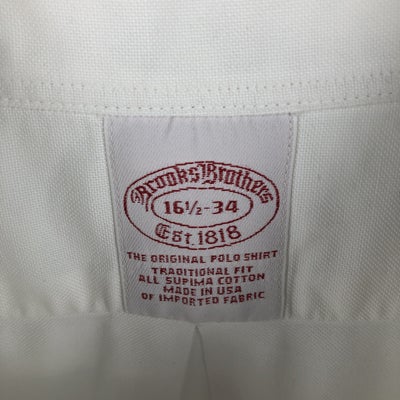 Brooks Brothers
16½-34
Est. 1818
THE ORIGINAL POLO SHIRT
TRADITIONAL FIT
ALL SUPIMA COTTON
MADE IN USA
OF IMPORTED FABRIC